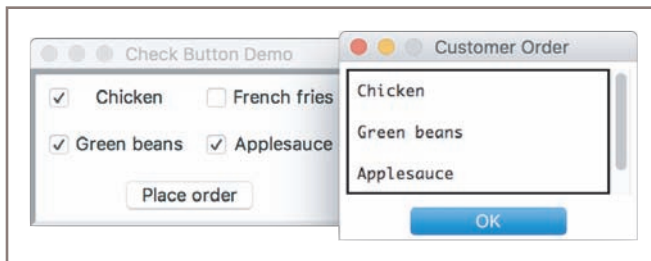 Check Button Demo
Chicken
French fries
Green beans
Applesauce
Place order
Customer Order
Chicken
Green beans
Applesauce
OK